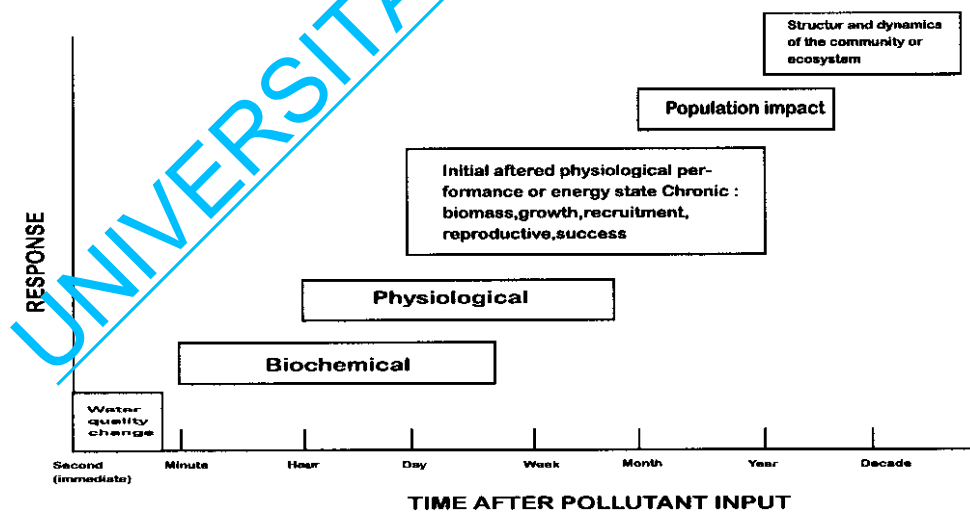 Structur and dynamics
of the community or
ecosystem
Population impact
Initial aftered physiological per-
formance or energy state Chronic :
biomass,growth,recruitment,
reproductive,success
Physiological
Biochemical
Water
quality
change
RESPONSE
UNIVERSITA
Second
(immediate)
Minute
Hour
Day
Week
Month
Year
Decade
TIME AFTER POLLUTANT INPUT